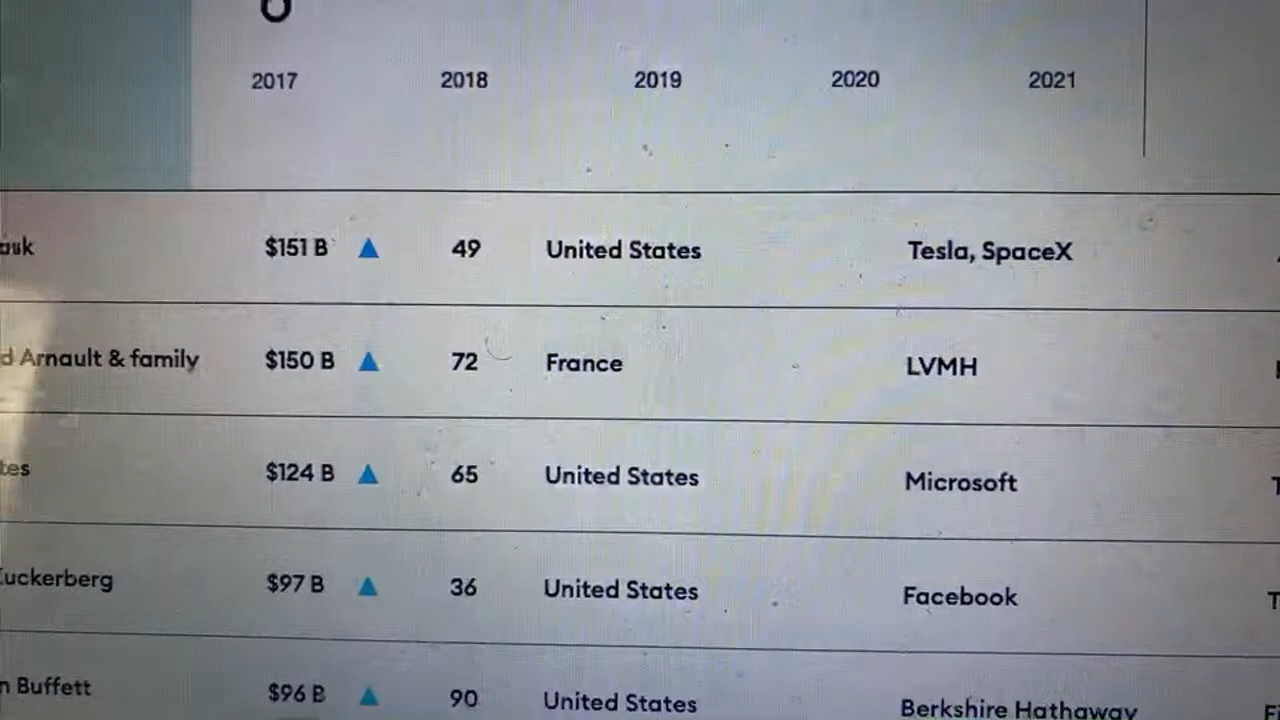 2017 2018 2019 2020 2021
$151 B ▲ 49 United States Tesla, SpaceX
Arnault & family $150 B ▲ 72 France LVMH
$124 B ▲ 65 United States Microsoft
uckerberg $97 B ▲ 36 United States Facebook
Buffett $96 B ▲ 90 United States Berkshire Hathaway